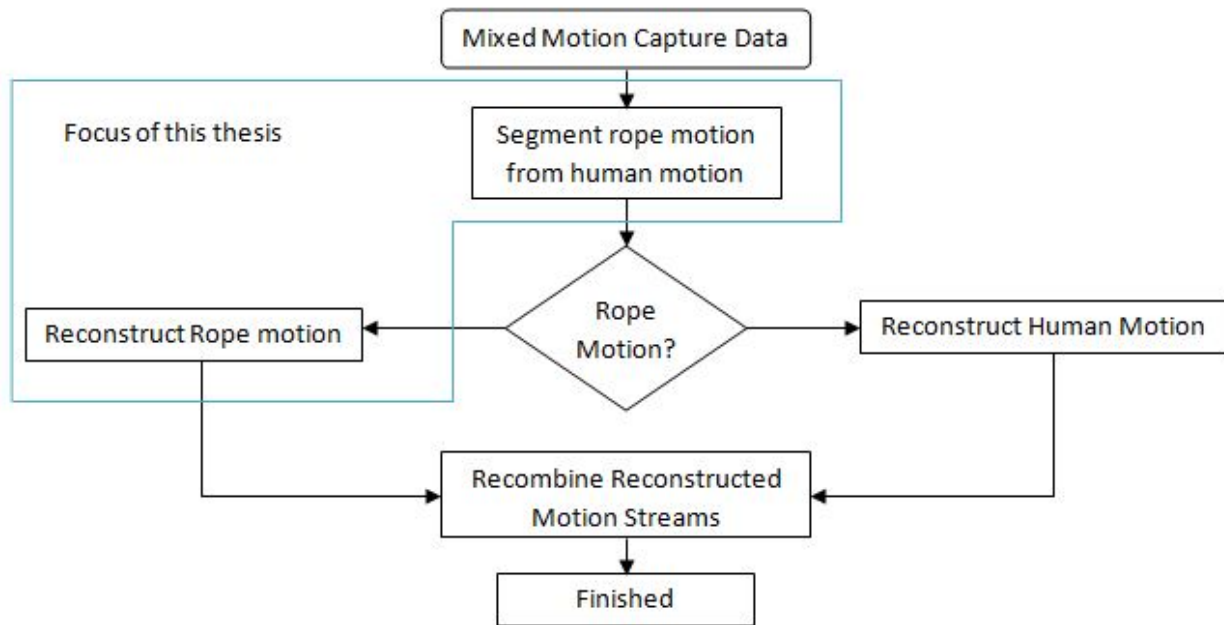 Mixed Motion Capture Data
Focus of this thesis
Segment rope motion
from human motion
Rope
Motion?
Reconstruct Rope motion
Reconstruct Human Motion
Recombine Reconstructed
Motion Streams
Finished